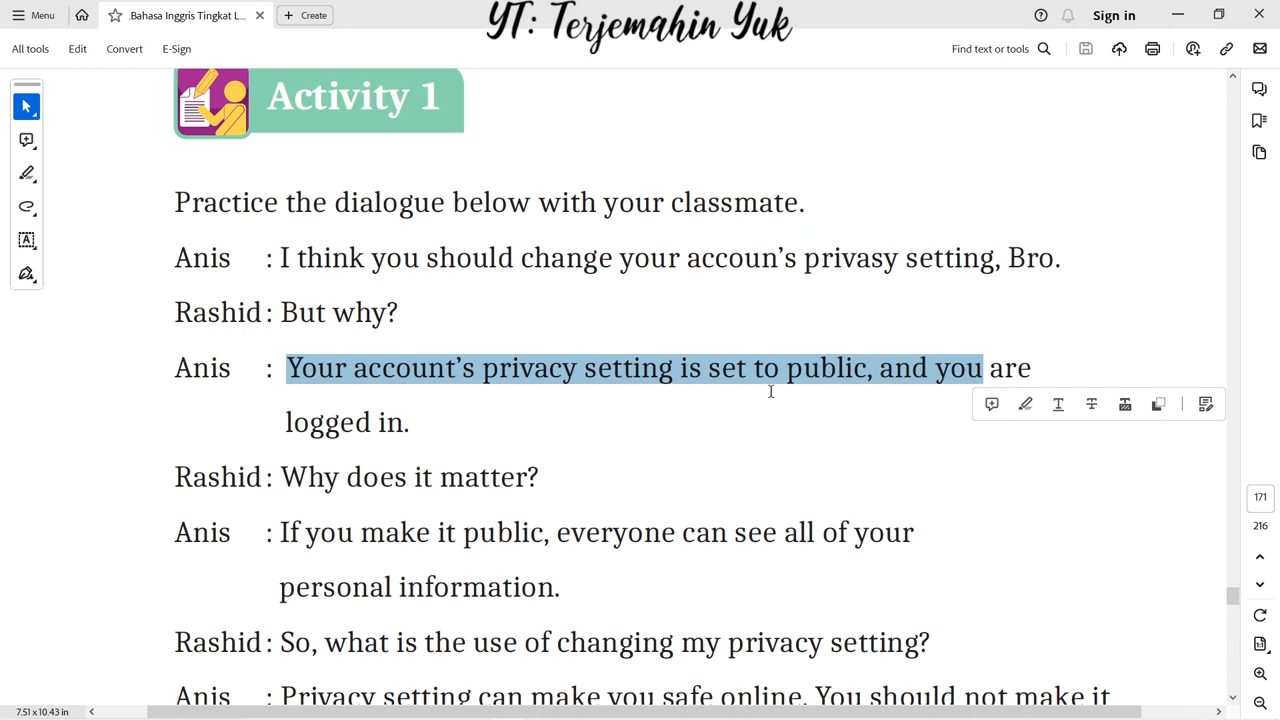 Menu
.Bahasa Inggris Tingkat L...
Create
YT: Terjemahin Yuk
Sign in
All tools
Edit
Convert
E-Sign
Find text or tools
Activity 1
Practice the dialogue below with your classmate.
Anis : I think you should change your accoun's privasy setting, Bro.
Rashid : But why?
Anis : Your account's privacy setting is set to public, and you are
logged in.
Rashid : Why does it matter?
Anis : If you make it public, everyone can see all of your
personal information.
Rashid : So, what is the use of changing my privacy setting?
Anis : Privacy setting can make you safe online. You should not make it
171
216
7.51 x 10.43 in